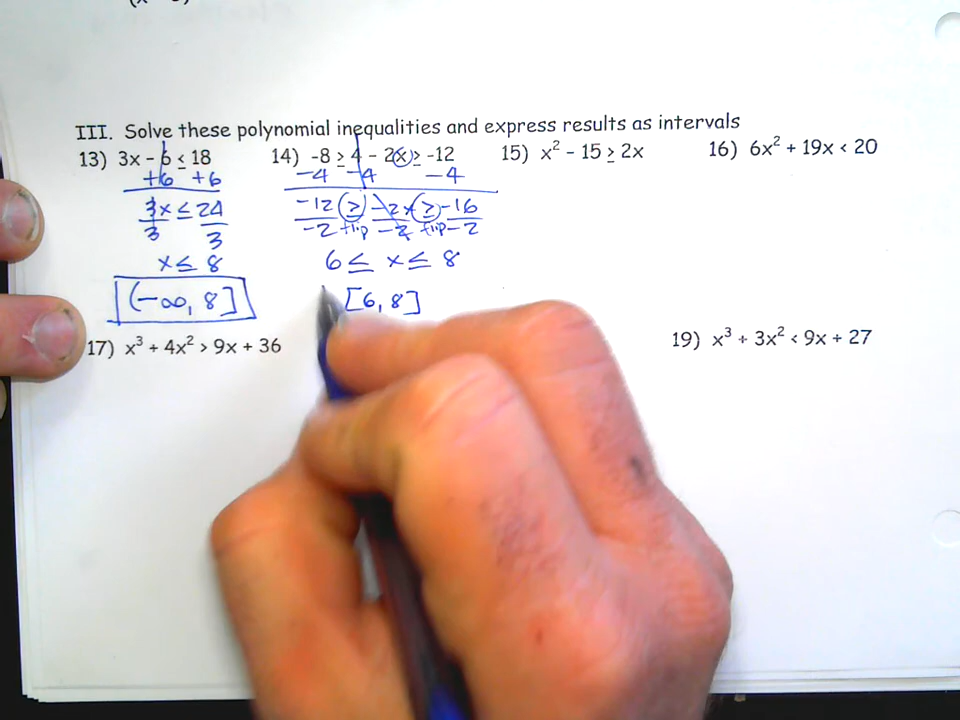 III. Solve these polynomial inequalities and express results as intervals
13) 3x - 6 ≤ 18
+6 +6
3x ≤ 24
3 3
x ≤ 8
(-∞, 8]
14) -8 ≥ 4 - 2x ≥ -12
-4 -4 -4
-12 ≥ -2x ≥ -16
-2 flip -2 flip -2
6 ≤ x ≤ 8
[6, 8]
15) x² - 15 ≥ 2x
16) 6x² + 19x < 20
17) x³ + 4x² > 9x + 36
19) x³ + 3x² < 9x + 27